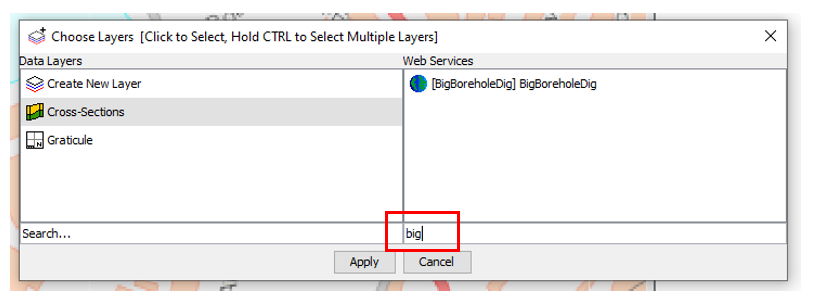 Choose Layers [Click to Select, Hold CTRL to Select Multiple Layers]
Data Layers
Web Services
Create New Layer
[BigBoreholeDig] BigBoreholeDig
Cross-Sections
Graticule
Search...
big
Apply
Cancel